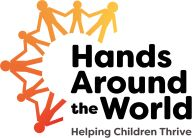 Hands
Around
the World
Helping Children Thrive